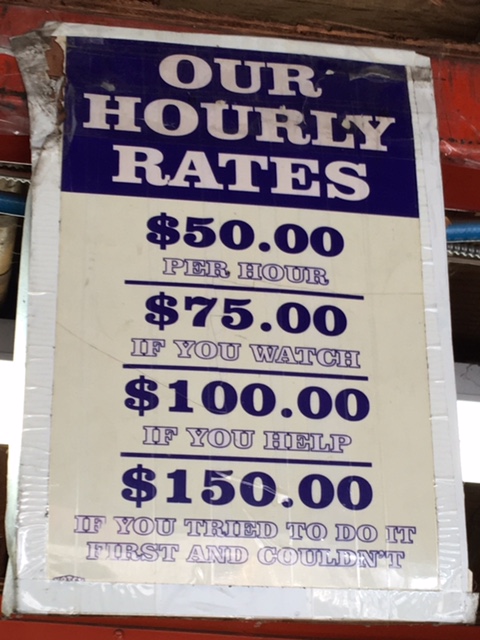 OUR
HOURLY
RATES
$50.00
PER HOUR
$75.00
IF YOU WATCH
$100.00
IF YOU HELP
$150.00
IF YOU TRIED TO DO IT
FIRST AND COULDN'T